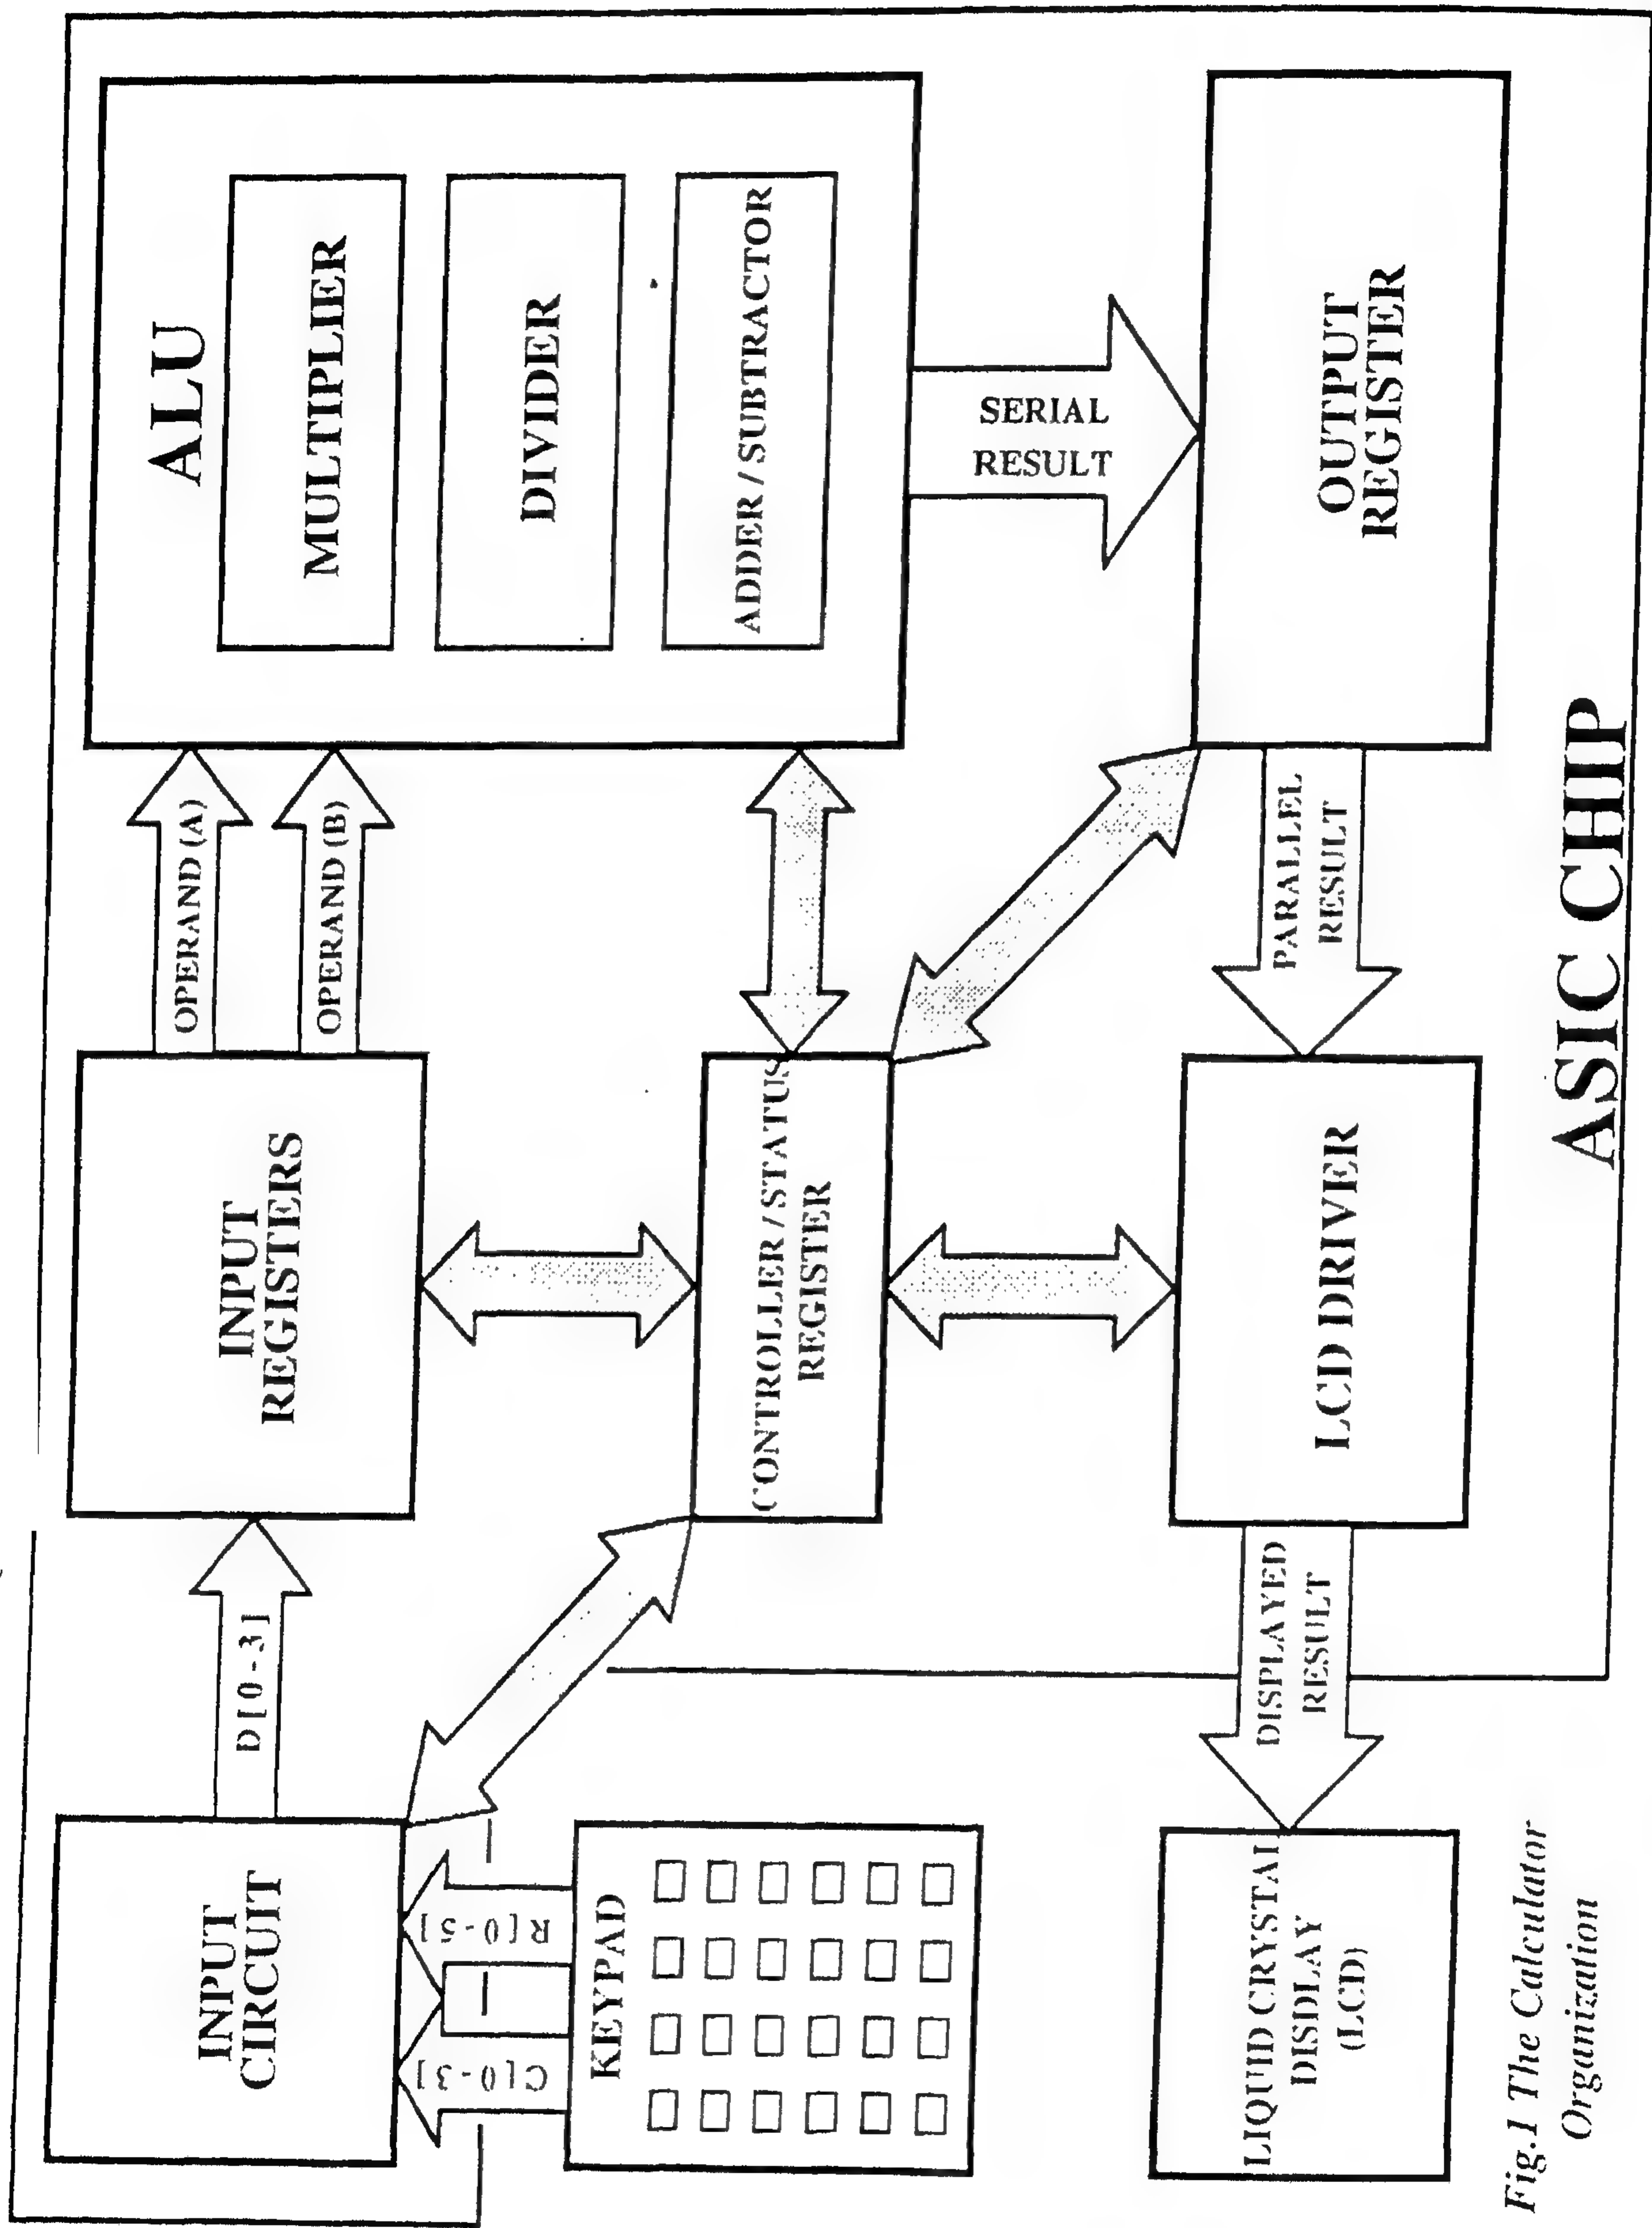 INPUT
CIRCUIT
D[0-3]
INPUT
REGISTERS
OPERAND (A)
OPERAND (B)
ALU
MULTIPLIER
DIVIDER
ADDER / SUBTRACTOR
C[0-3]
R[0-5]
KEYPAD
CONTROLLER / STATUS
REGISTER
SERIAL
RESULT
LIQUID CRYSTAL
DISDLAY
(LCD)
DISPLAYED
RESULT
LCD DRIVER
PARALLEL
RESULT
OUTPUT
REGISTER
ASIC CHIP
Fig.1 The Calculator
Organization